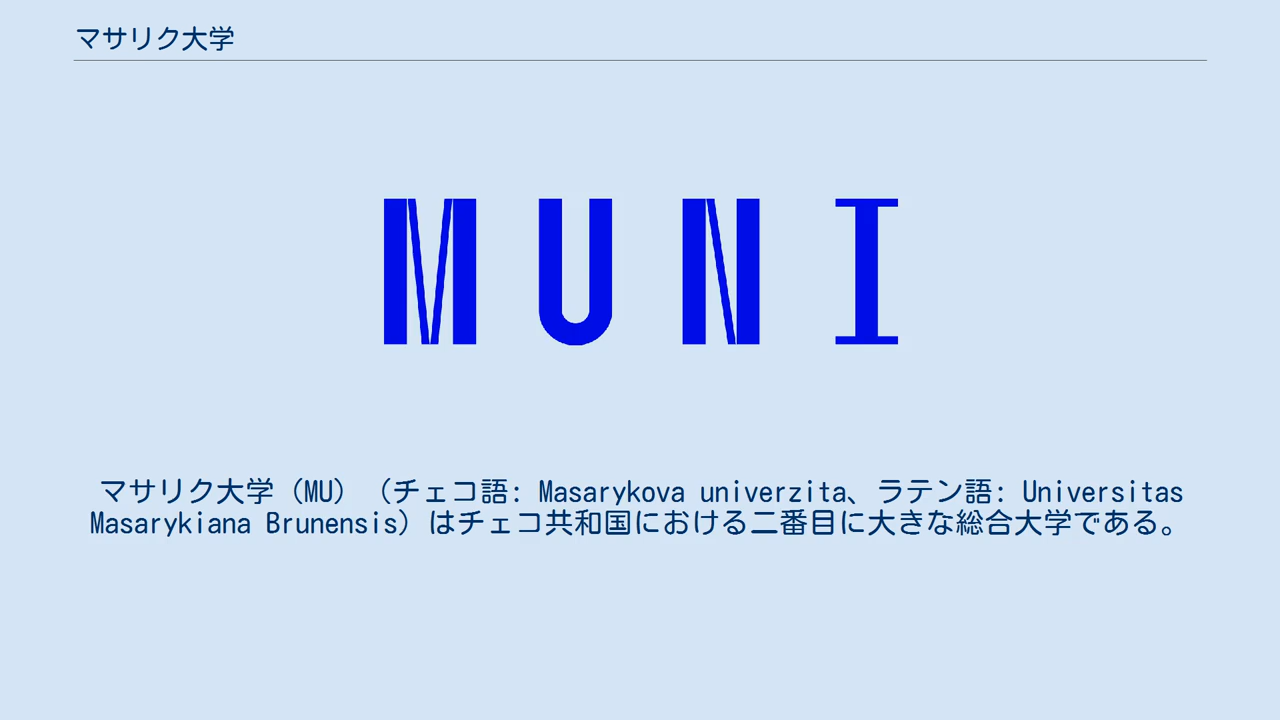 マサリク大学
MUNI
マサリク大学（MU）（チェコ語: Masarykova univerzita、ラテン語: Universitas
Masarykiana Brunensis）はチェコ共和国における二番目に大きな総合大学である。